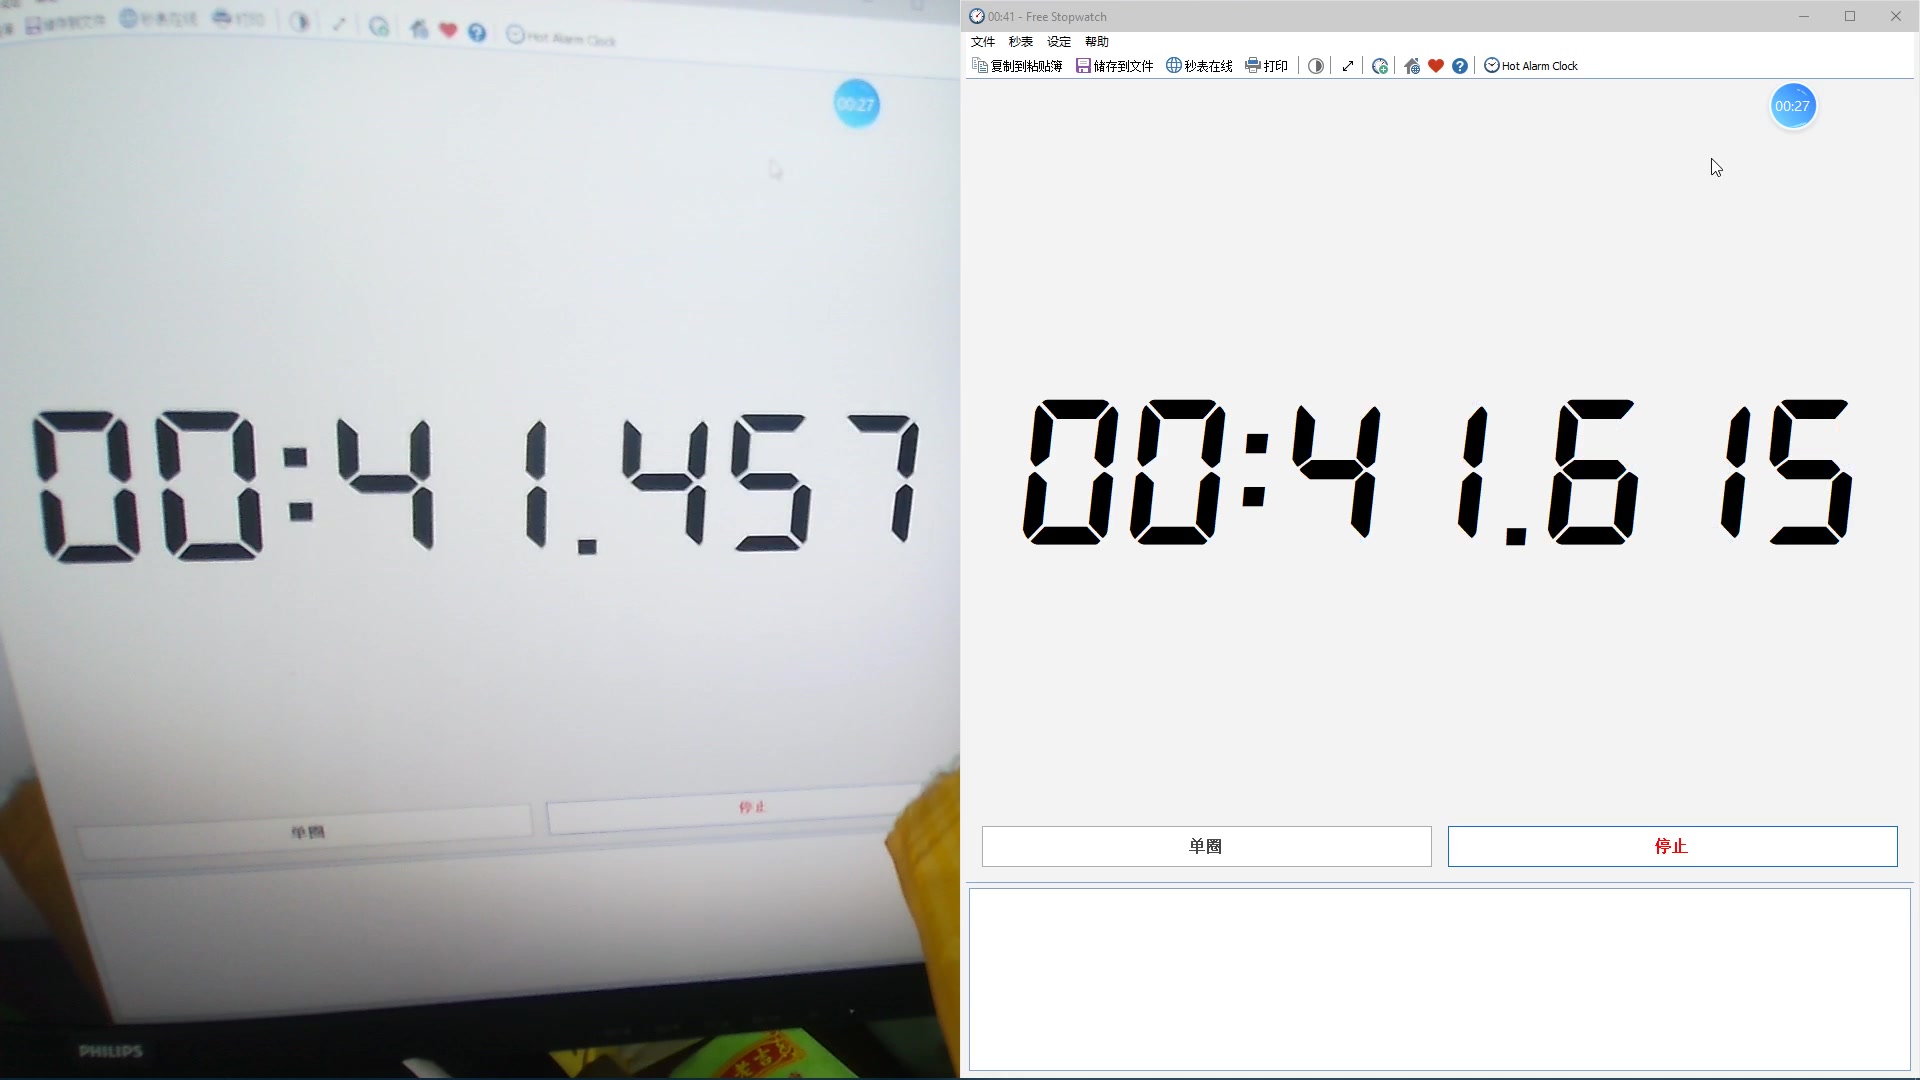 储存到文件 秒表在线 打印 Hot Alarm Clock
00:27
00:41.457
单圈 停止
PHILIPS
00:41 - Free Stopwatch
文件 秒表 设定 帮助
复制到粘贴簿 储存到文件 秒表在线 打印 Hot Alarm Clock
00:27
00:41.615
单圈 停止